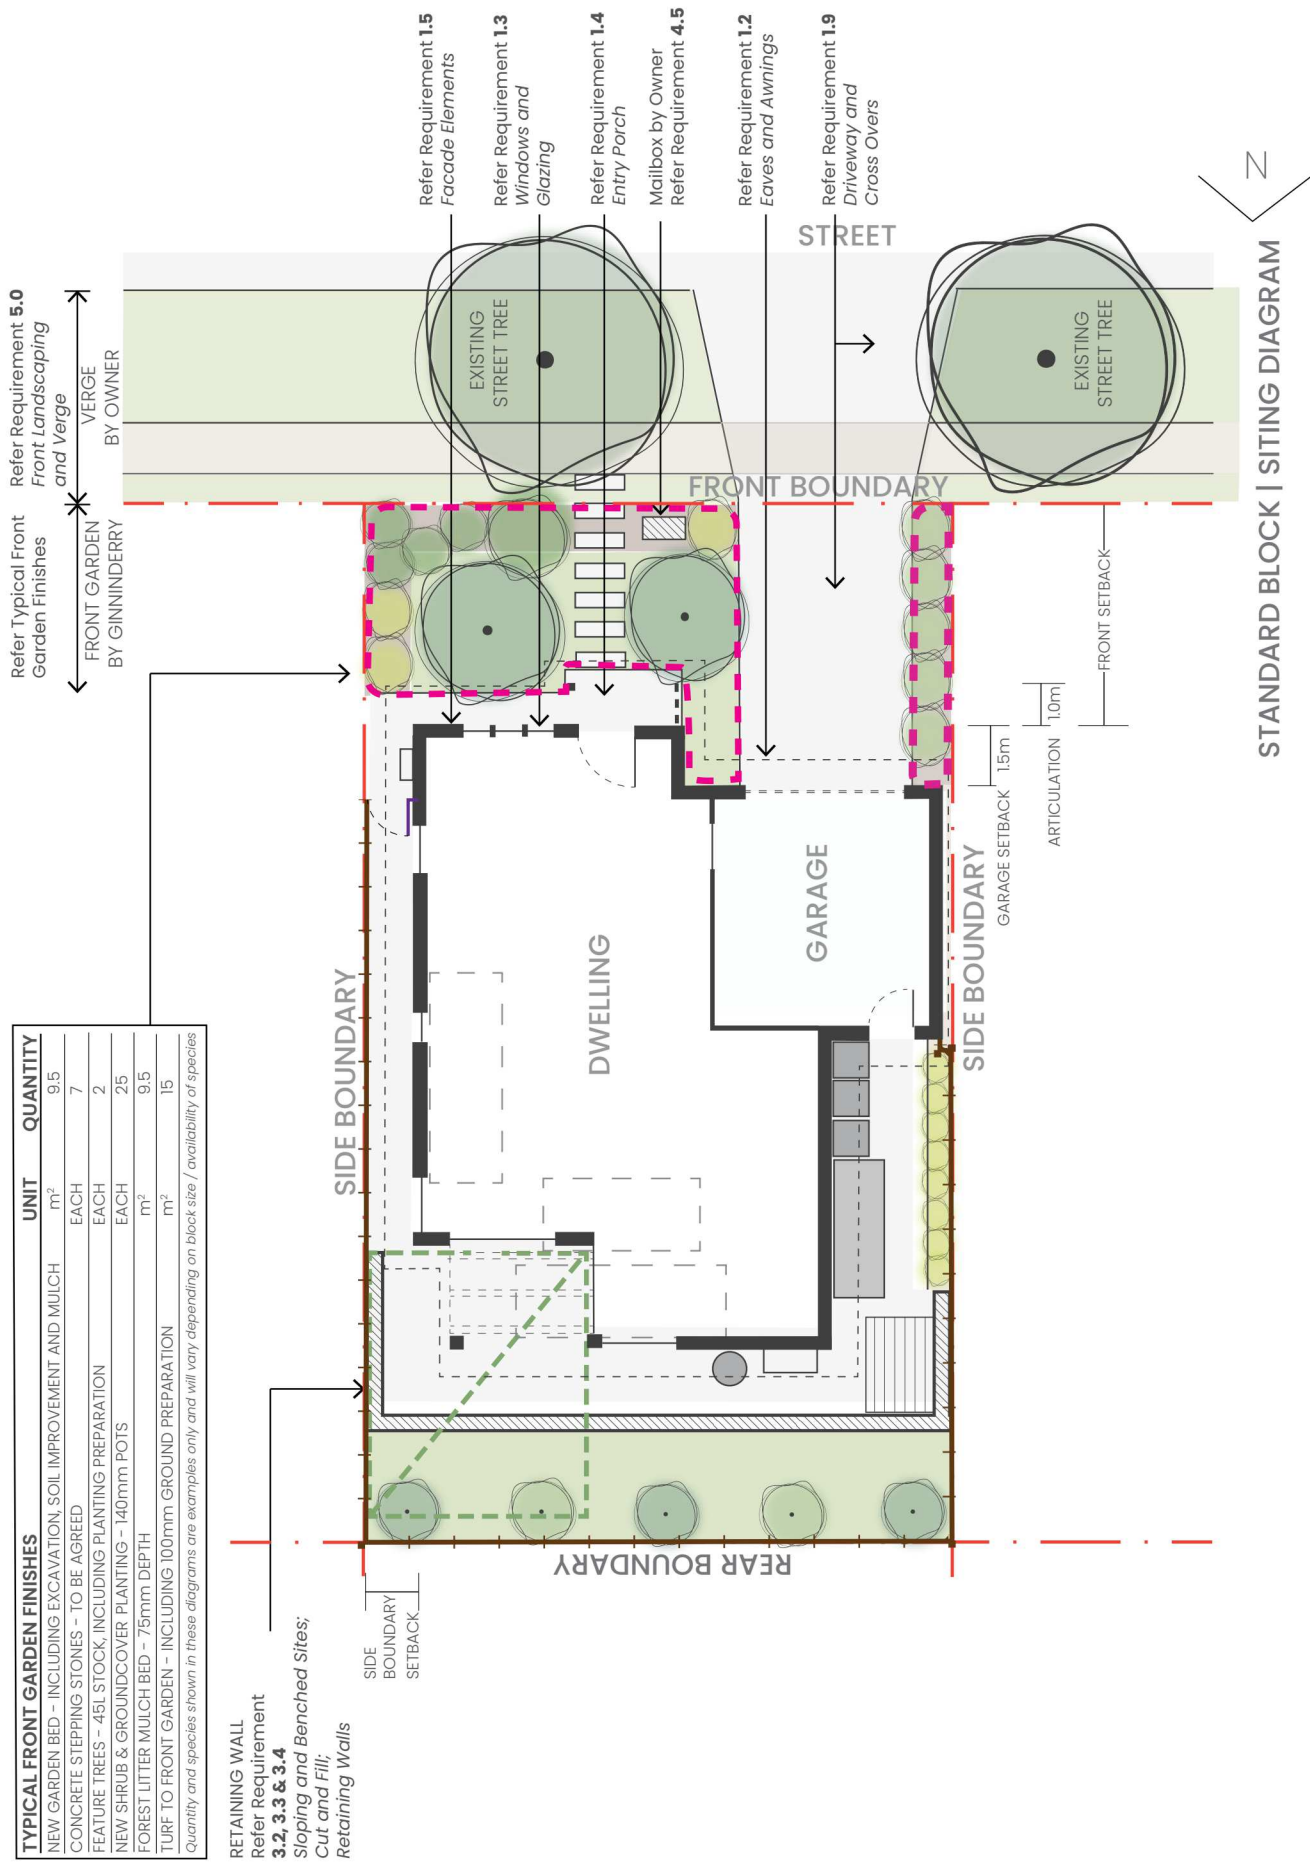 TYPICAL FRONT GARDEN FINISHES UNIT QUANTITY
NEW GARDEN BED - INCLUDING EXCAVATION, SOIL IMPROVEMENT AND MULCH m² 9.5
CONCRETE STEPPING STONES - TO BE AGREED EACH 7
FEATURE TREES - 45L STOCK, INCLUDING PLANTING PREPARATION EACH 2
NEW SHRUB & GROUNDCOVER PLANTING - 140mm POTS EACH 25
FOREST LITTER MULCH BED - 75mm DEPTH m² 9.5
TURF TO FRONT GARDEN - INCLUDING 100mm GROUND PREPARATION m² 15
Quantity and species shown in these diagrams are examples only and will vary depending on block size / availability of species
Refer Typical Front
Garden Finishes
FRONT GARDEN
BY GINNINDERRY
Refer Requirement 5.0
Front Landscaping
and Verge
VERGE
BY OWNER
RETAINING WALL
Refer Requirement
3.2, 3.3 & 3.4
Sloping and Benched Sites;
Cut and Fill;
Retaining Walls
SIDE
BOUNDARY
SETBACK
SIDE BOUNDARY
REAR BOUNDARY
DWELLING
GARAGE
SIDE BOUNDARY
FRONT BOUNDARY
STREET
EXISTING
STREET TREE
EXISTING
STREET TREE
Refer Requirement 1.5
Facade Elements
Refer Requirement 1.3
Windows and
Glazing
Refer Requirement 1.4
Entry Porch
Mailbox by Owner
Refer Requirement 4.5
Refer Requirement 1.2
Eaves and Awnings
Refer Requirement 1.9
Driveway and
Cross Overs
GARAGE SETBACK 1.5m
ARTICULATION 1.0m
FRONT SETBACK
N
STANDARD BLOCK | SITING DIAGRAM